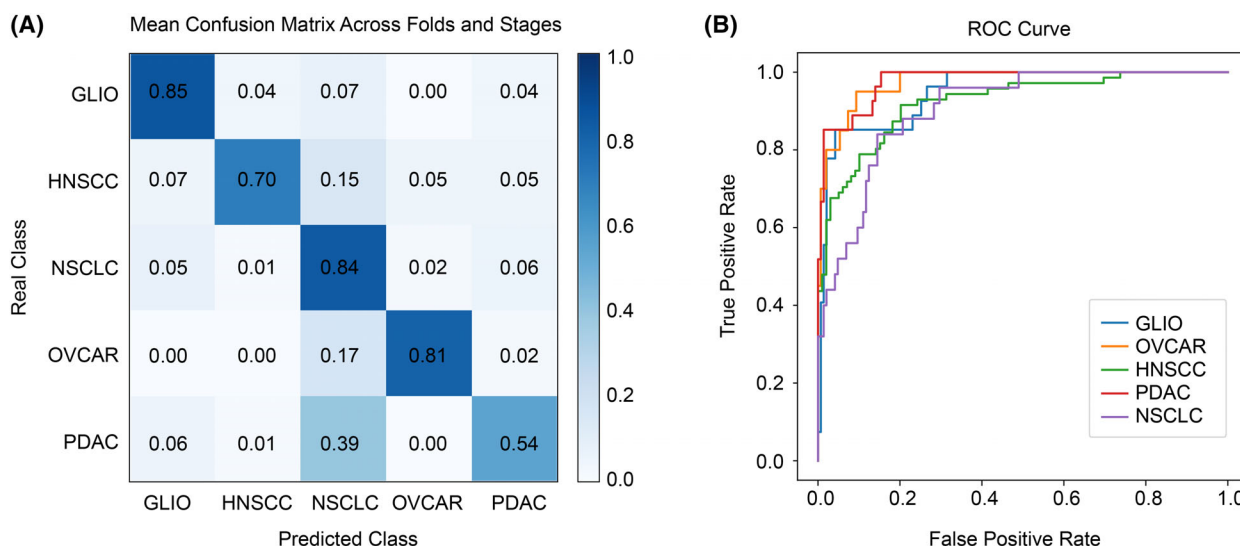 (A)
Mean Confusion Matrix Across Folds and Stages
Real Class
GLIO 0.85 0.04 0.07 0.00 0.04
HNSCC 0.07 0.70 0.15 0.05 0.05
NSCLC 0.05 0.01 0.84 0.02 0.06
OVCAR 0.00 0.00 0.17 0.81 0.02
PDAC 0.06 0.01 0.39 0.00 0.54
GLIO HNSCC NSCLC OVCAR PDAC
Predicted Class
1.0
0.8
0.6
0.4
0.2
0.0
(B)
ROC Curve
True Positive Rate
1.0
0.8
0.6
0.4
0.2
0.0
GLIO
OVCAR
HNSCC
PDAC
NSCLC
0.0 0.2 0.4 0.6 0.8 1.0
False Positive Rate